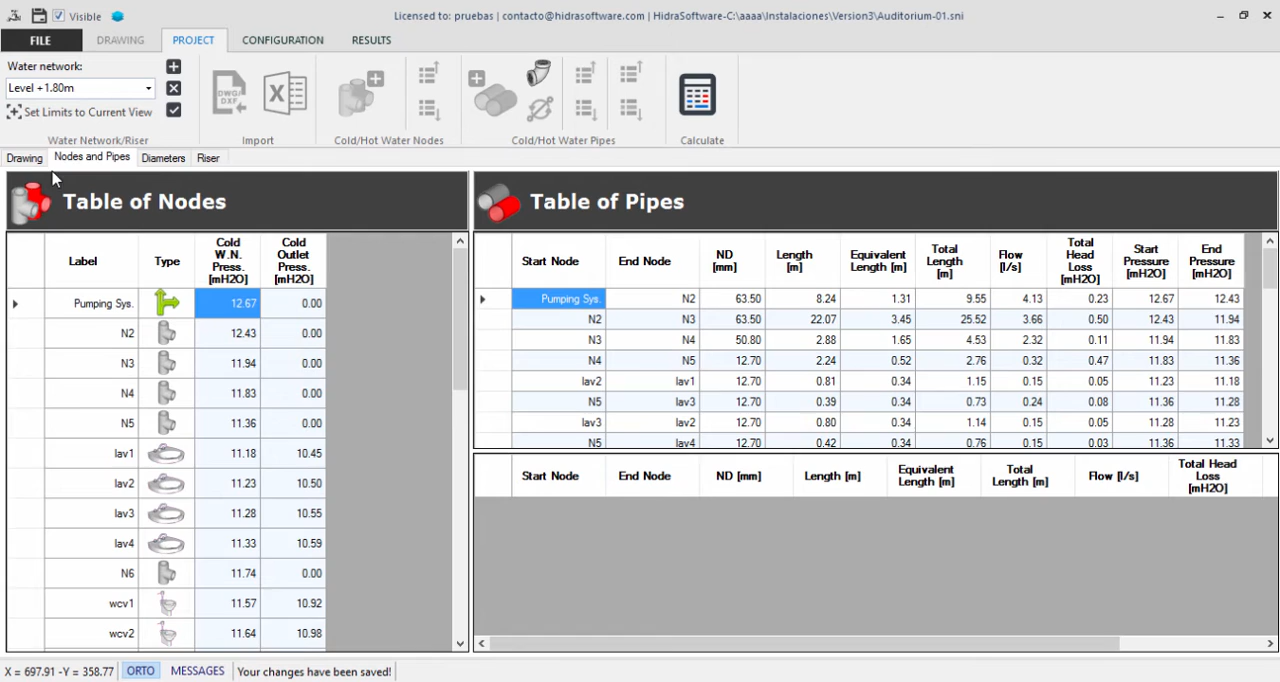 Visible
Licensed to: pruebas | contacto@hidrasoftware.com | HidraSoftware-C:\aaaa\Instalaciones\Version3\Auditorium-01.sni
FILE DRAWING PROJECT CONFIGURATION RESULTS
Water network:
Level +1.80m
Set Limits to Current View
DWG/
DXF
Water Network/Riser Import Cold/Hot Water Nodes Cold/Hot Water Pipes Calculate
Drawing Nodes and Pipes Diameters Riser
Table of Nodes
Label Type Cold W.N. Press. [mH2O] Cold Outlet Press. [mH2O]
Pumping Sys. 12.67 0.00
N2 12.43 0.00
N3 11.94 0.00
N4 11.83 0.00
N5 11.36 0.00
lav1 11.18 10.45
lav2 11.23 10.50
lav3 11.28 10.55
lav4 11.33 10.59
N6 11.74 0.00
wcv1 11.57 10.92
wcv2 11.64 10.98
Table of Pipes
Start Node End Node ND [mm] Length [m] Equivalent Length [m] Total Length [m] Flow [l/s] Total Head Loss [mH2O] Start Pressure [mH2O] End Pressure [mH2O]
Pumping Sys. N2 63.50 8.24 1.31 9.55 4.13 0.23 12.67 12.43
N2 N3 63.50 22.07 3.45 25.52 3.66 0.50 12.43 11.94
N3 N4 50.80 2.88 1.65 4.53 2.32 0.11 11.94 11.83
N4 N5 12.70 2.24 0.52 2.76 0.32 0.47 11.83 11.36
lav2 lav1 12.70 0.81 0.34 1.15 0.15 0.05 11.23 11.18
N5 lav3 12.70 0.39 0.34 0.73 0.24 0.08 11.36 11.28
lav3 lav2 12.70 0.80 0.34 1.14 0.15 0.05 11.28 11.23
N5 lav4 12.70 0.42 0.34 0.76 0.15 0.03 11.36 11.33
Start Node End Node ND [mm] Length [m] Equivalent Length [m] Total Length [m] Flow [l/s] Total Head Loss [mH2O]
X = 697.91 -Y = 358.77 ORTO MESSAGES Your changes have been saved!